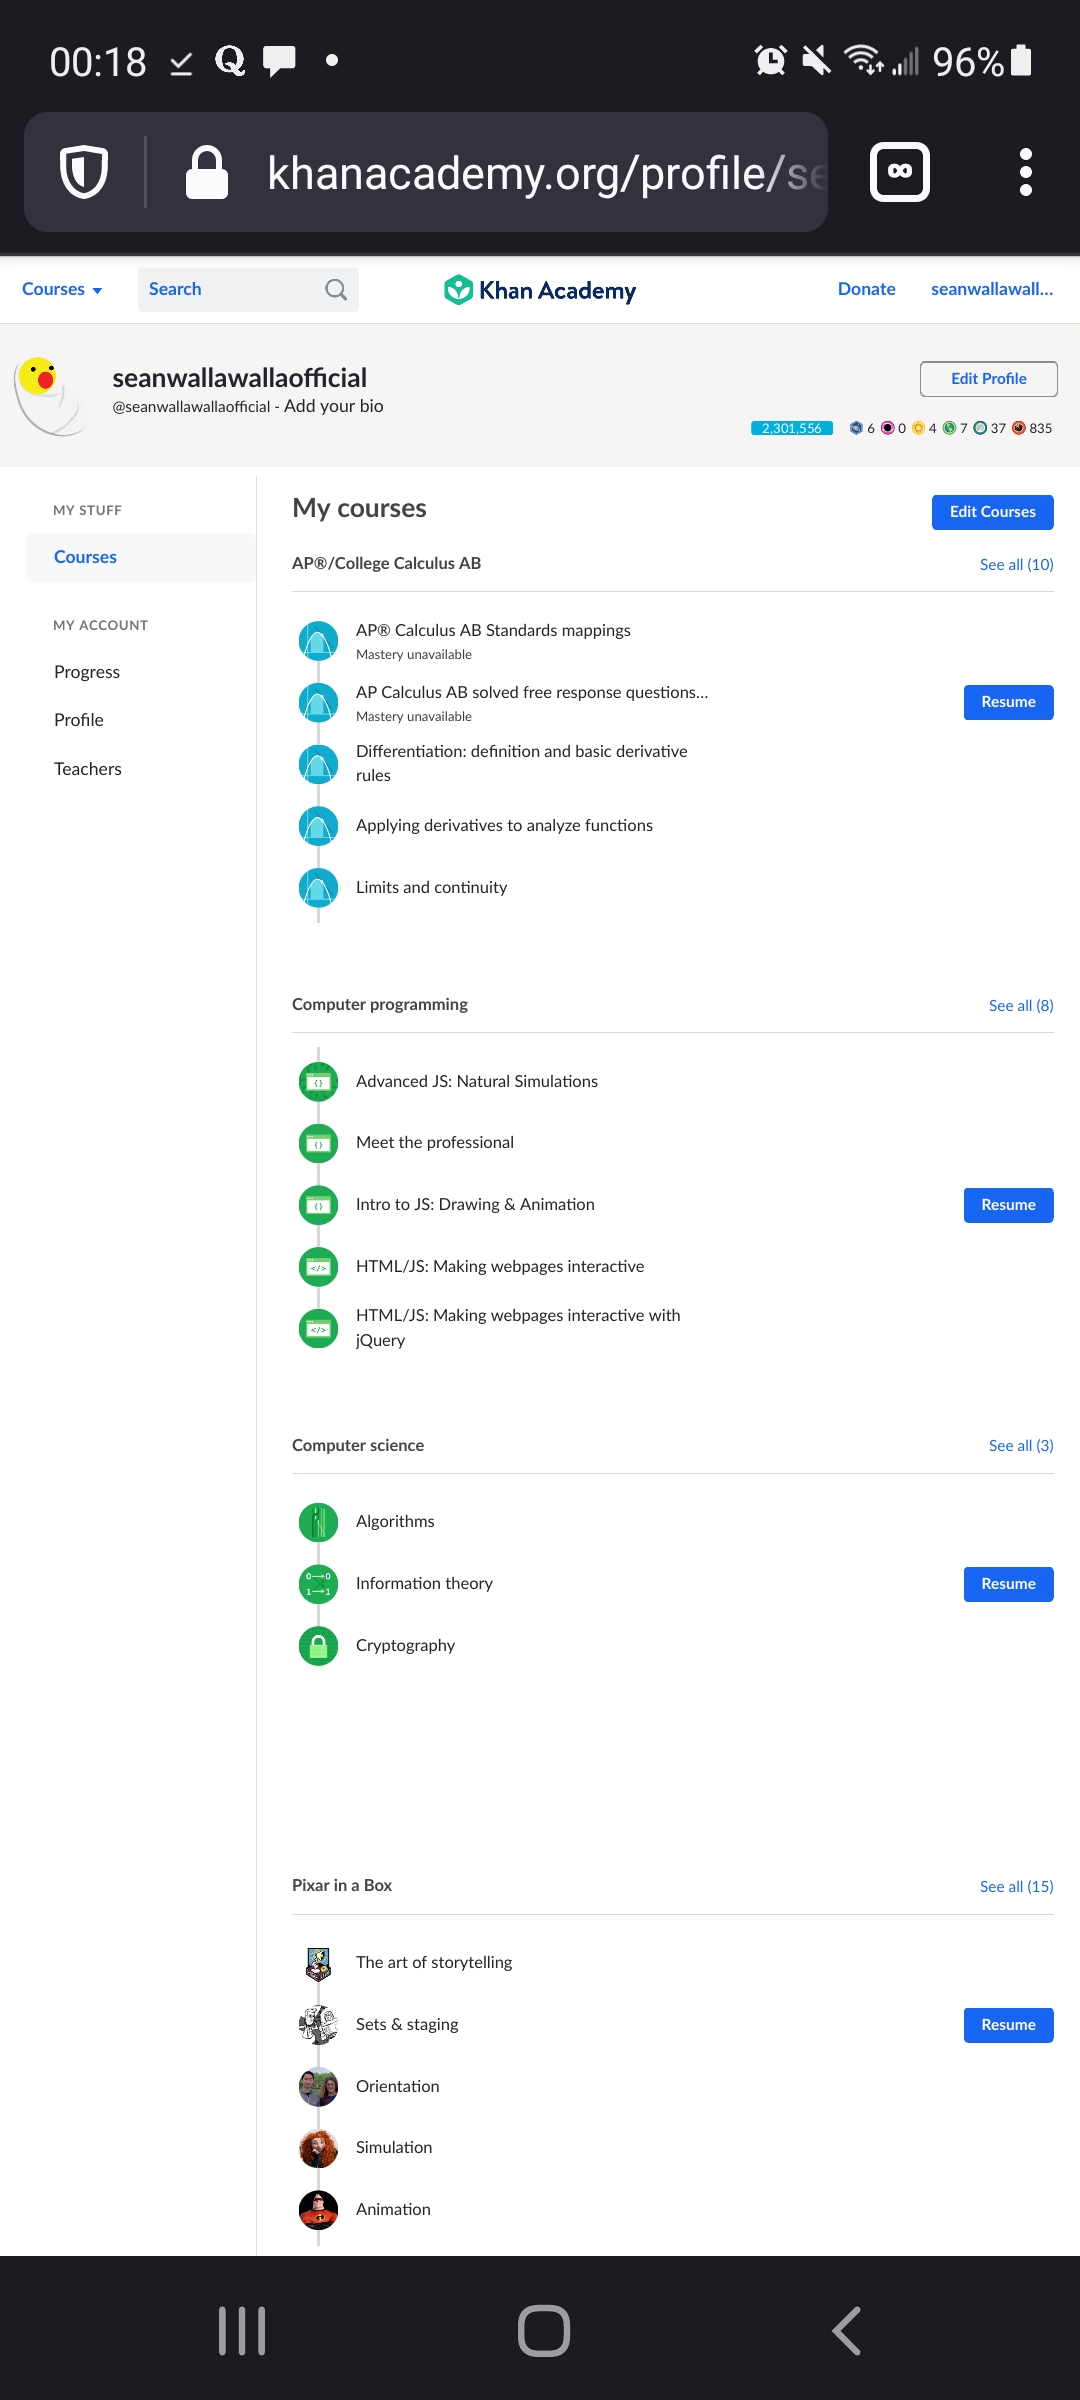 00:18
96%
khanacademy.org/profile/se
Courses
Search
Khan Academy
Donate
seanwallawall...
seanwallawallaofficial
@seanwallawallaofficial - Add your bio
Edit Profile
2,301,556 6 0 4 7 37 835
MY STUFF
Courses
MY ACCOUNT
Progress
Profile
Teachers
My courses
Edit Courses
AP®/College Calculus AB
See all (10)
AP® Calculus AB Standards mappings
Mastery unavailable
AP Calculus AB solved free response questions...
Mastery unavailable
Resume
Differentiation: definition and basic derivative
rules
Applying derivatives to analyze functions
Limits and continuity
Computer programming
See all (8)
Advanced JS: Natural Simulations
Meet the professional
Intro to JS: Drawing & Animation
Resume
HTML/JS: Making webpages interactive
HTML/JS: Making webpages interactive with
jQuery
Computer science
See all (3)
Algorithms
Information theory
Resume
Cryptography
Pixar in a Box
See all (15)
The art of storytelling
Sets & staging
Resume
Orientation
Simulation
Animation